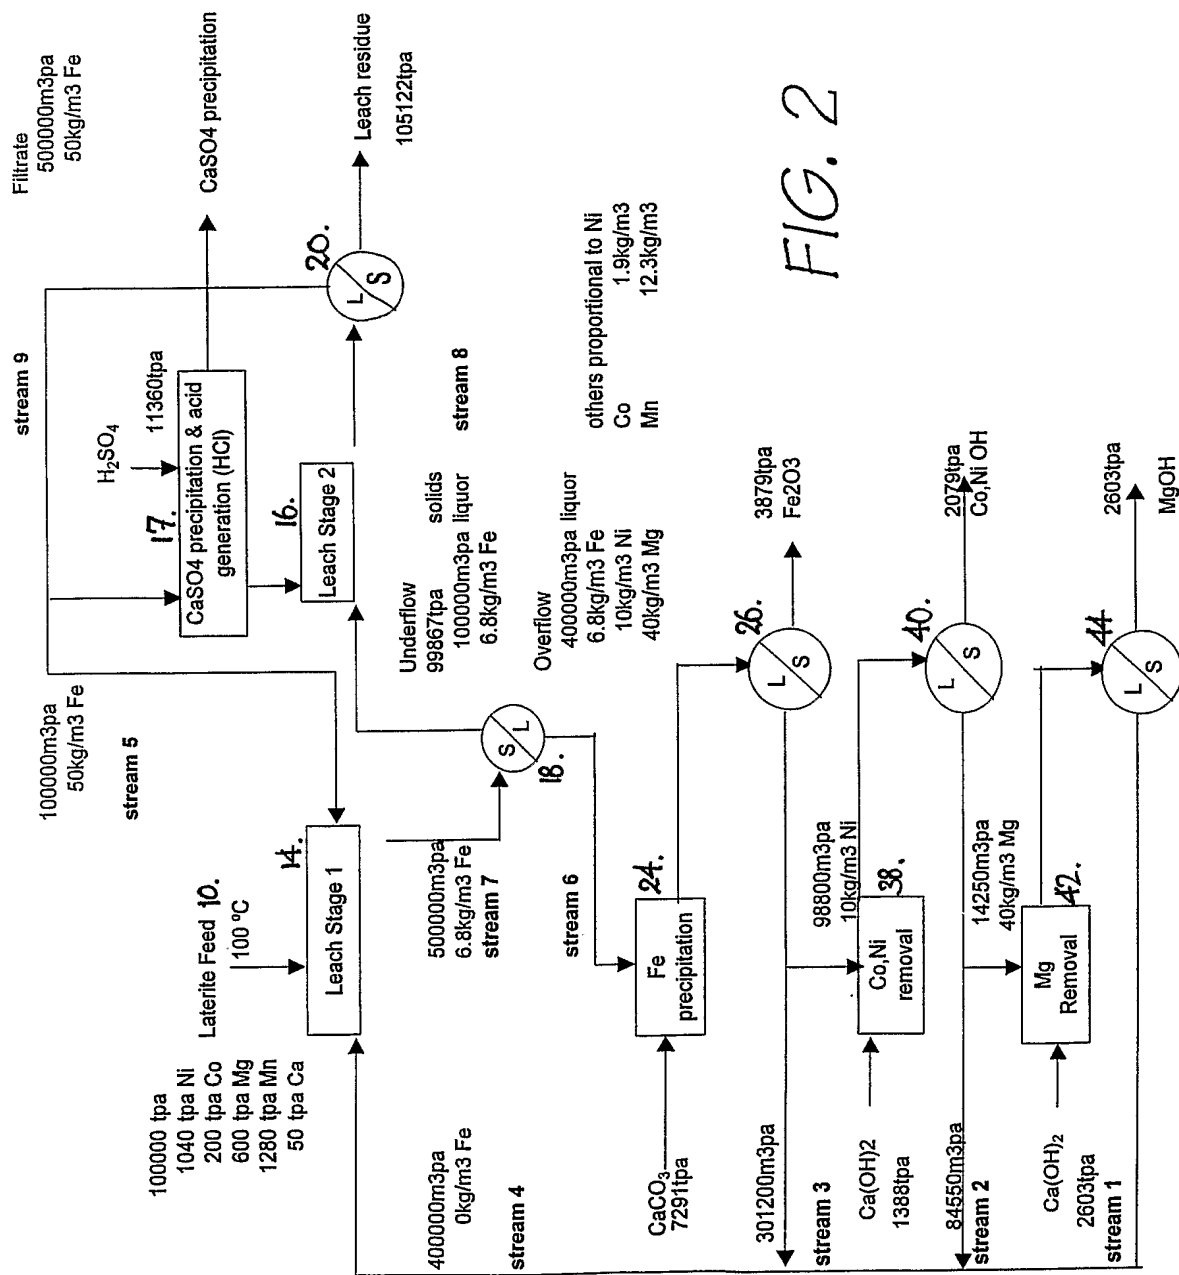 Filtrate
500000m3pa
50kg/m3 Fe
CaSO4 precipitation
Leach residue
105122tpa
stream 9
H₂SO₄
11360tpa
17.
CaSO4 precipitation & acid
generation (HCl)
20.
L
S
16.
Leach Stage 2
stream 8
100000m3pa
50kg/m3 Fe
stream 5
Laterite Feed 10.
100 ºC
100000 tpa
1040 tpa Ni
200 tpa Co
600 tpa Mg
1280 tpa Mn
50 tpa Ca
14.
Leach Stage 1
500000m3pa
6.8kg/m3 Fe
stream 7
S
L
18.
Underflow
99867tpa solids
100000m3pa liquor
6.8kg/m3 Fe
Overflow
400000m3pa liquor
6.8kg/m3 Fe
10kg/m3 Ni
40kg/m3 Mg
others proportional to Ni
Co 1.9kg/m3
Mn 12.3kg/m3
400000m3pa
0kg/m3 Fe
stream 4
stream 6
CaCO₃
7291tpa
24.
Fe
precipitation
26.
L
S
3879tpa
Fe2O3
301200m3pa
stream 3
98800m3pa
10kg/m3 Ni
38.
Co,Ni
removal
Ca(OH)2
1388tpa
40.
L
S
2079tpa
Co,Ni OH
84550m3pa
stream 2
14250m3pa
40kg/m3 Mg
42.
Mg
Removal
Ca(OH)₂
2603tpa
stream 1
44
L
S
2603tpa
MgOH
FIG. 2